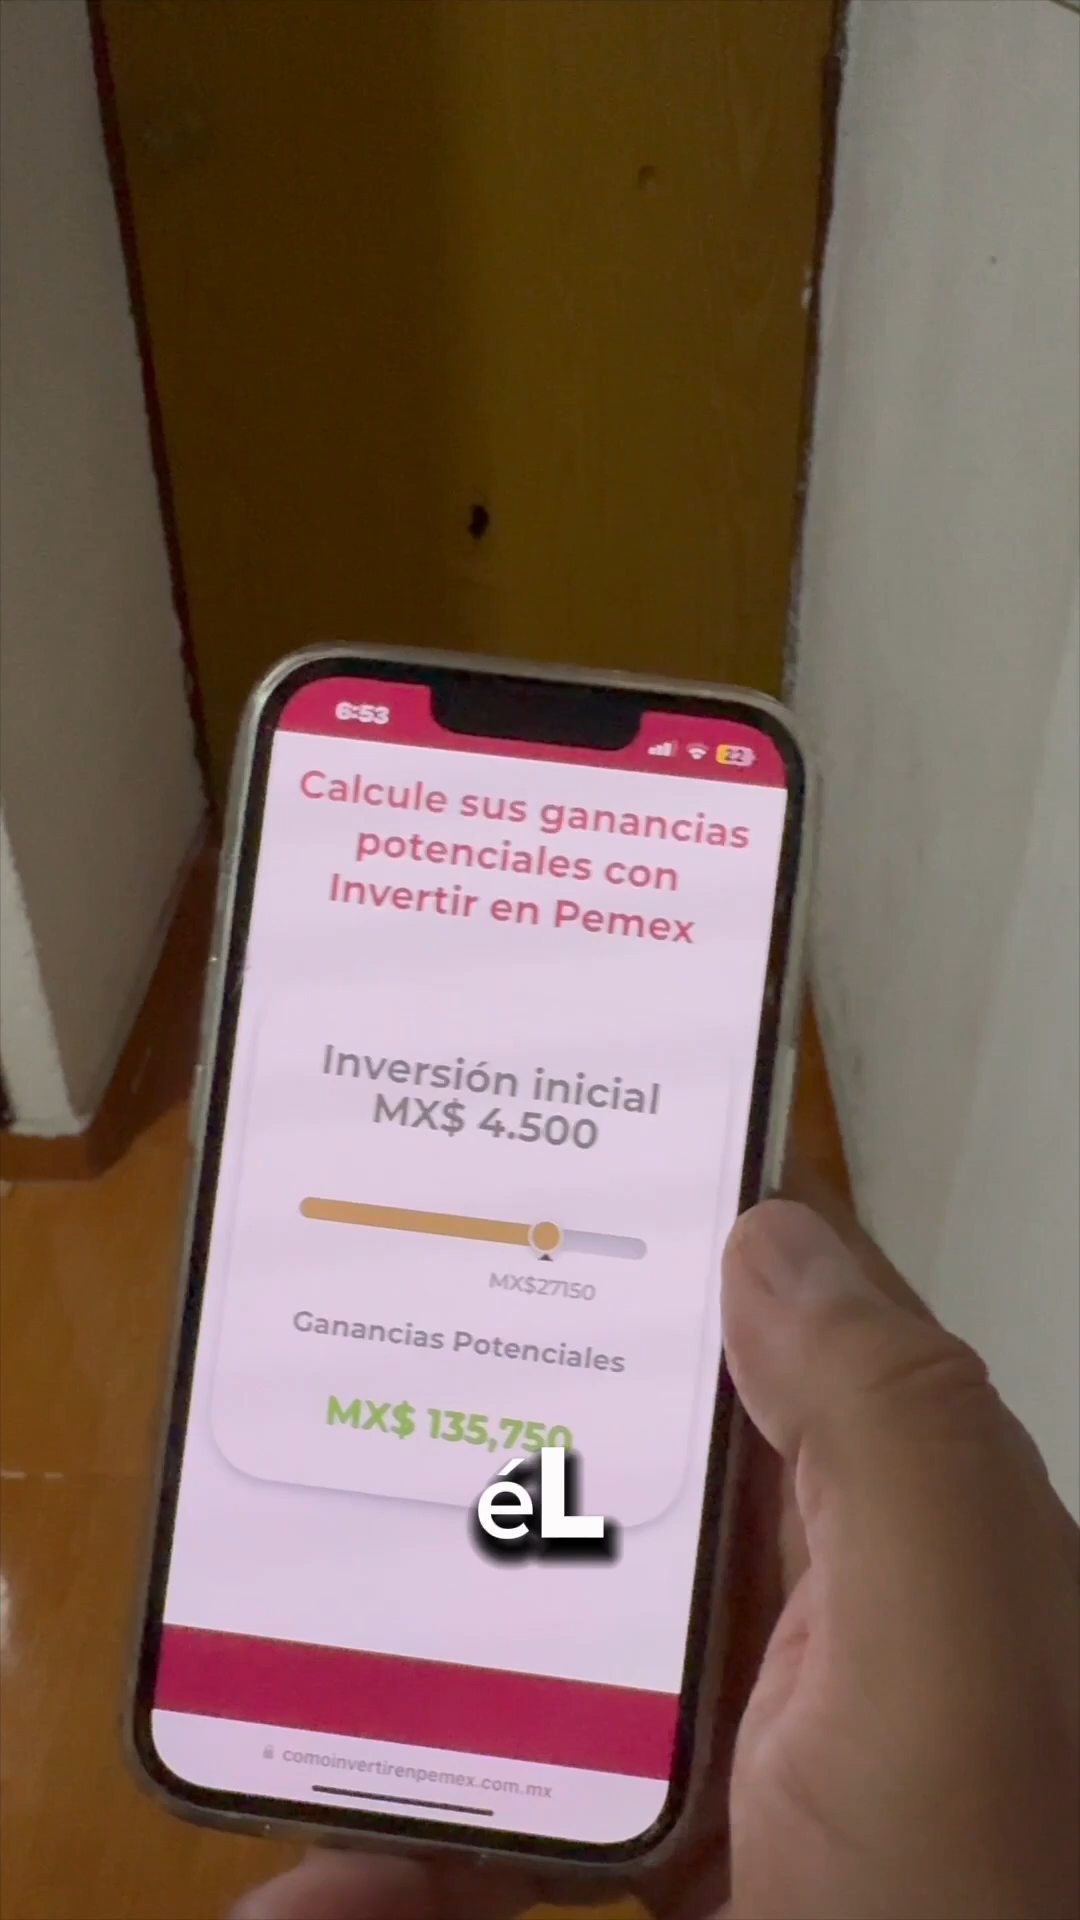 6:53
22
Calcule sus ganancias
potenciales con
Invertir en Pemex
Inversión inicial
MX$ 4.500
MX$27150
Ganancias Potenciales
MX$ 135,750
éL
comoinvertirenpemex.com.mx